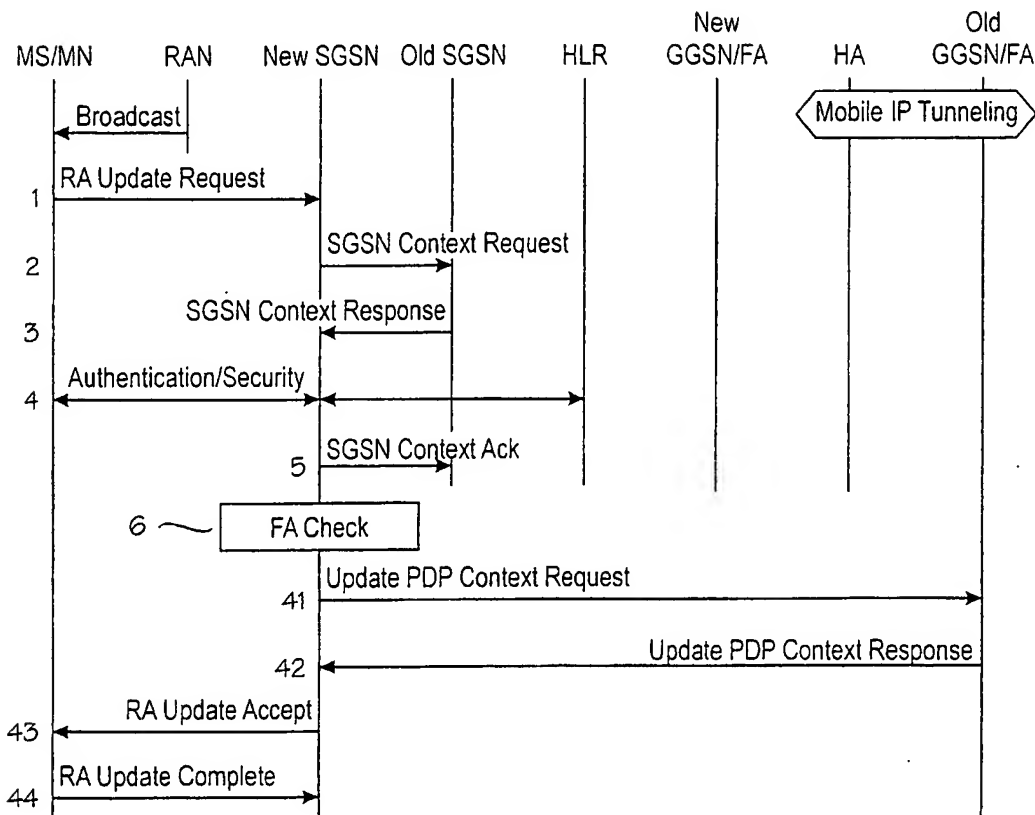 MS/MN RAN New SGSN Old SGSN HLR New GGSN/FA HA Old GGSN/FA
Mobile IP Tunneling
Broadcast
1 RA Update Request
2 SGSN Context Request
3 SGSN Context Response
4 Authentication/Security
5 SGSN Context Ack
6 FA Check
41 Update PDP Context Request
42 Update PDP Context Response
43 RA Update Accept
44 RA Update Complete